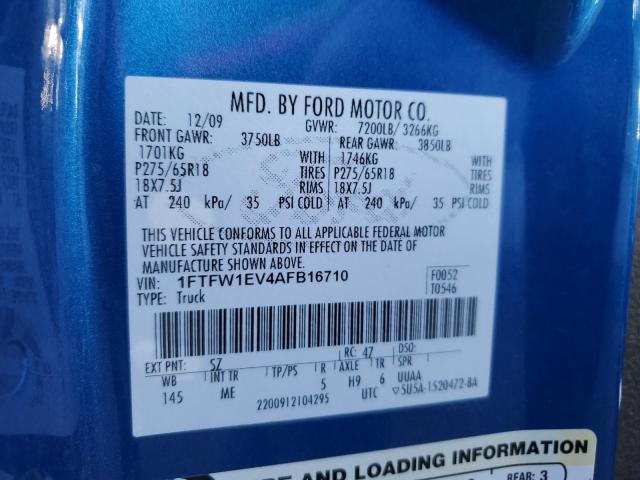 MFD. BY FORD MOTOR CO.
DATE: 12/09 GVWR: 7200LB/ 3266KG
FRONT GAWR: 3750LB REAR GAWR: 3850LB
1701KG WITH 1746KG WITH
P275/65R18 TIRES P275/65R18 TIRES
18X7.5J RIMS 18X7.5J RIMS
AT 240 kPa/ 35 PSI COLD AT 240 kPa/ 35 PSI COLD
THIS VEHICLE CONFORMS TO ALL APPLICABLE FEDERAL MOTOR
VEHICLE SAFETY STANDARDS IN EFFECT ON THE DATE OF
MANUFACTURE SHOWN ABOVE.
VIN: 1FTFW1EV4AFB16710 F0052
TYPE: Truck T0546
EXT PNT: SZ RC: 47 DSO:
WB INT TR TP/PS R AXLE TR SPR
145 ME 5 H9 6 UUAA
2200912104295 UTC ▽5U5A-1520472-BA
AND LOADING INFORMATION
REAR: 3